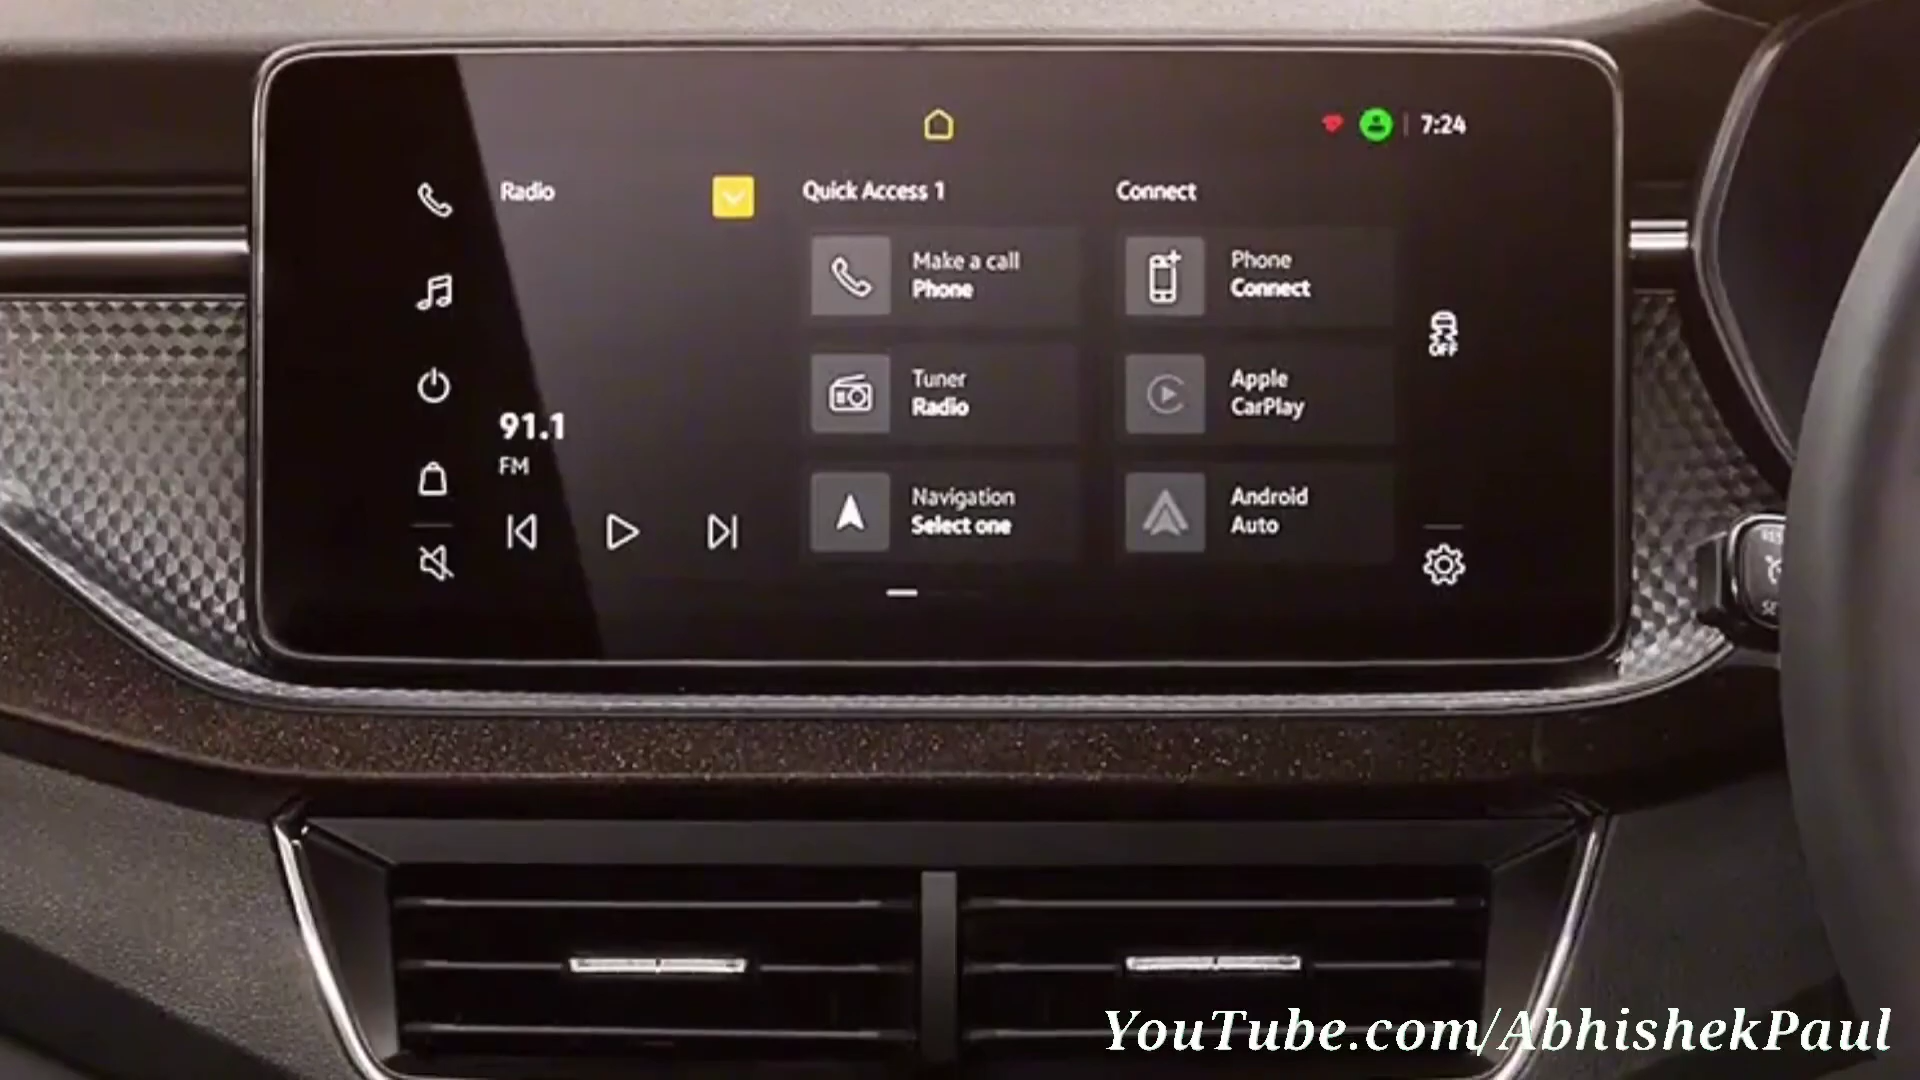 7:24
Radio
Quick Access 1
Connect
Make a call
Phone
Phone
Connect
OFF
Tuner
Radio
Apple
CarPlay
91.1
FM
Navigation
Select one
Android
Auto
YouTube.com/AbhishekPaul